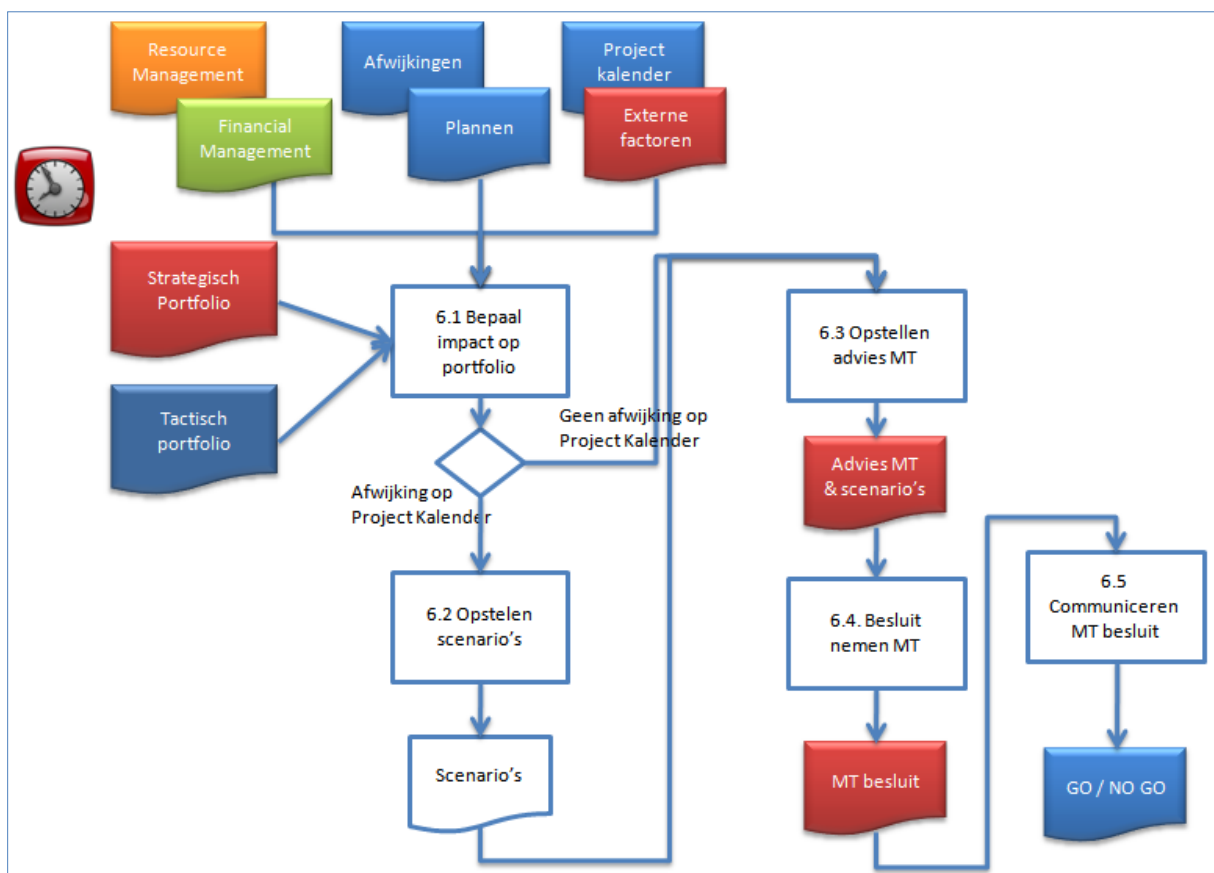 Resource
Management
Afwijkingen
Project
kalender
Financial
Management
Plannen
Externe
factoren
Strategisch
Portfolio
6.1 Bepaal
impact op
portfolio
6.3 Opstellen
advies MT
Tactisch
portfolio
Geen afwijking op
Project Kalender
Afwijking op
Project Kalender
Advies MT
& scenario’s
6.2 Opstelen
scenario’s
6.4. Besluit
nemen MT
6.5
Communiceren
MT besluit
Scenario’s
MT besluit
GO / NO GO